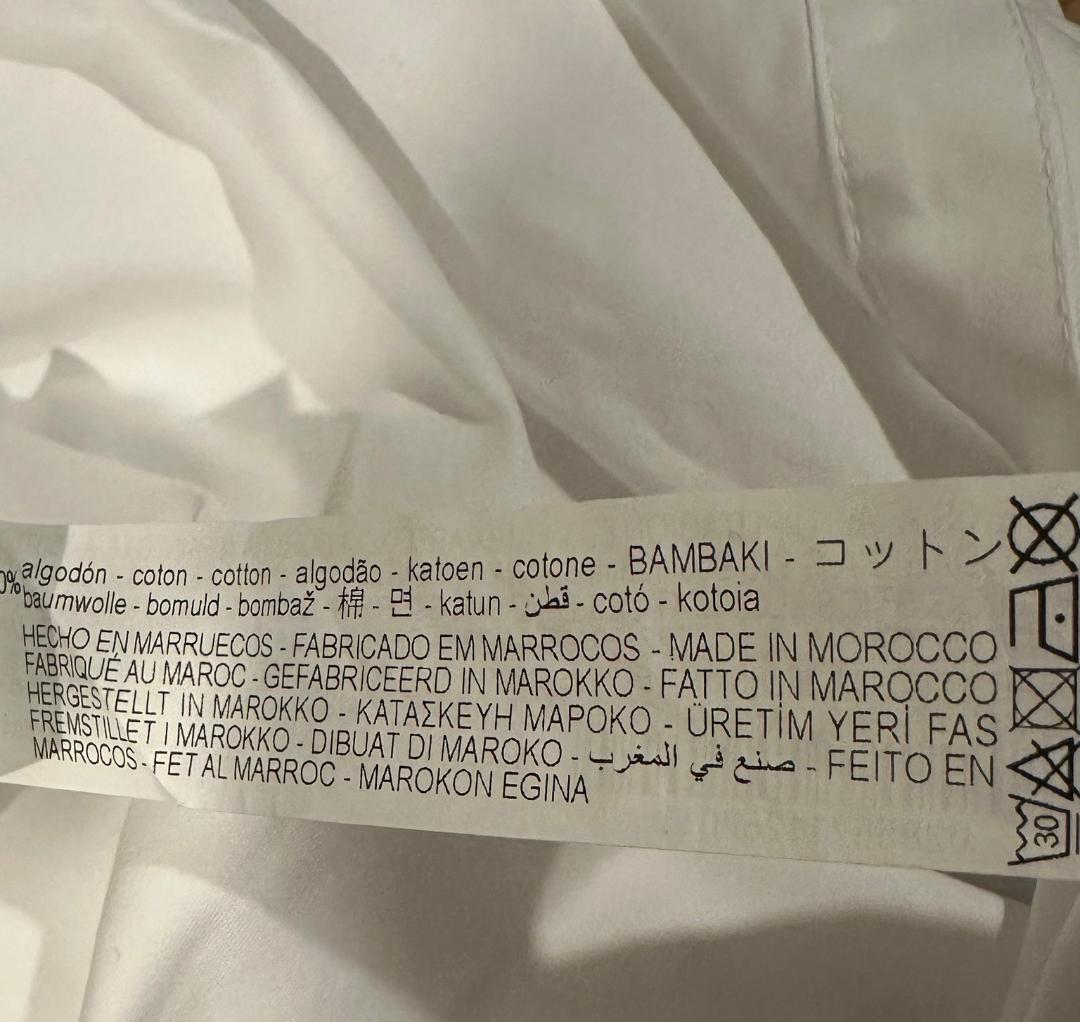 0% algodón - coton - cotton - algodão - katoen - cotone - BAMBAKI - コットン
baumwolle - bomuld - bombaž - 棉 - 면 - katun - قطن - cotó - kotoia
HECHO EN MARRUECOS - FABRICADO EM MARROCOS - MADE IN MOROCCO
FABRIQUÉ AU MAROC - GEFABRICEERD IN MAROKKO - FATTO IN MAROCCO
HERGESTELLT IN MAROKKO - ΚΑΤΑΣΚΕΥΗ ΜΑΡΟΚΟ - ÜRETİM YERİ FAS
FREMSTILLET I MAROKKO - DIBUAT DI MAROKO - صنع في المغرب - FEITO EN
MARROCOS - FET AL MARROC - MAROKON EGINA
30